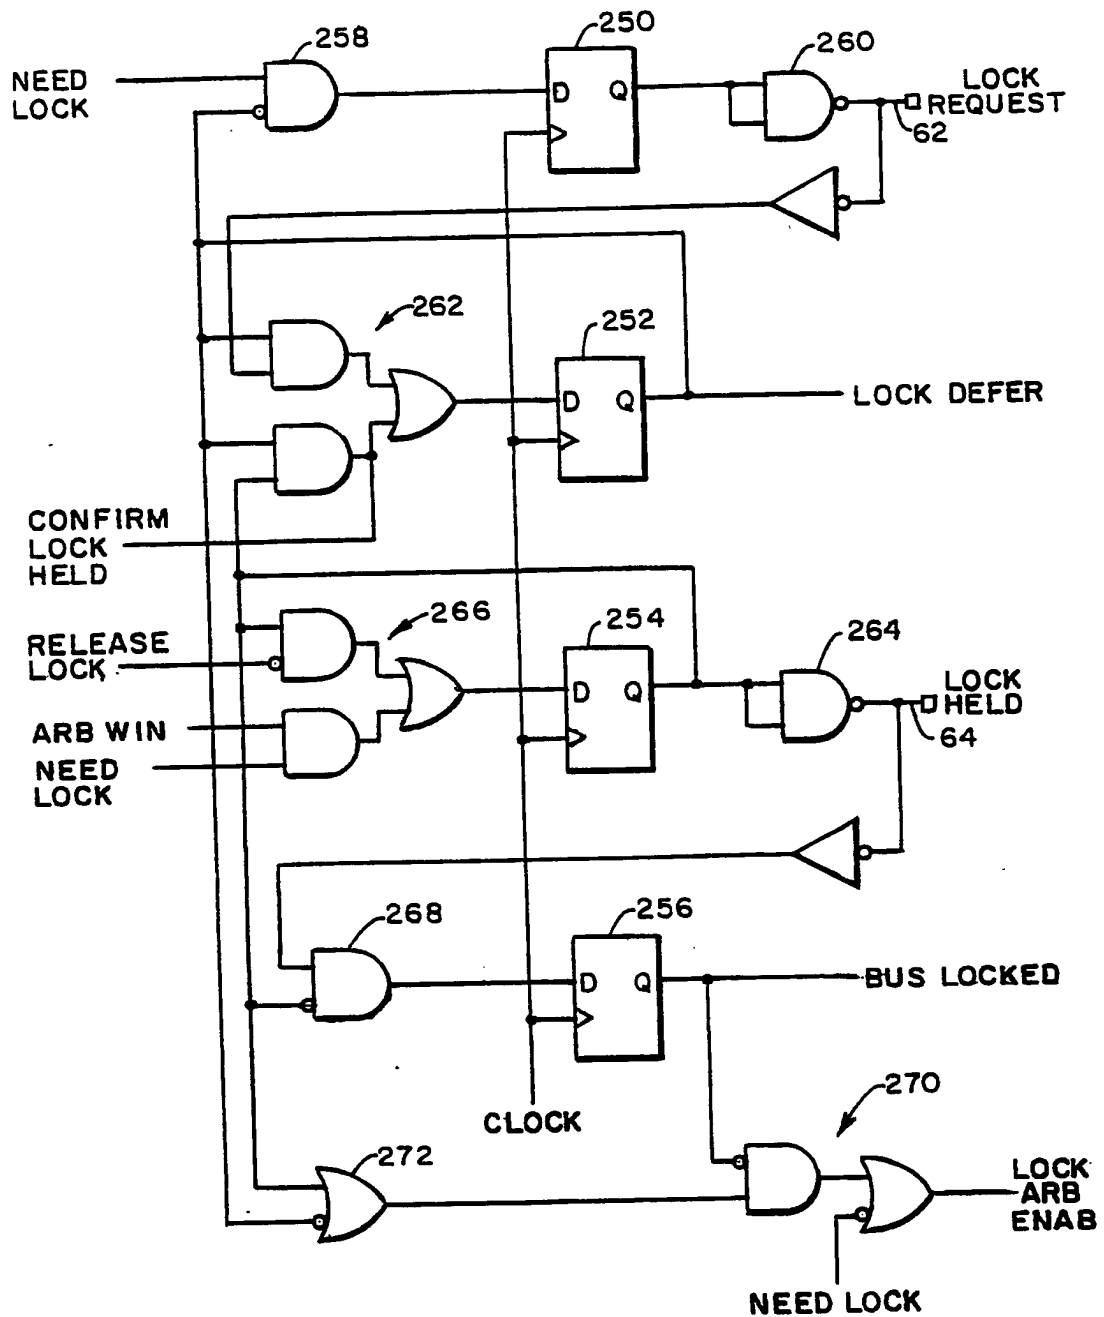 258
250
260
NEED
LOCK
D
Q
LOCK
REQUEST
62
262
252
D
Q
LOCK DEFER
CONFIRM
LOCK
HELD
RELEASE
LOCK
266
254
264
D
Q
LOCK
HELD
64
ARB WIN
NEED
LOCK
268
256
D
Q
BUS LOCKED
CLOCK
270
272
LOCK
ARB
ENAB
NEED LOCK